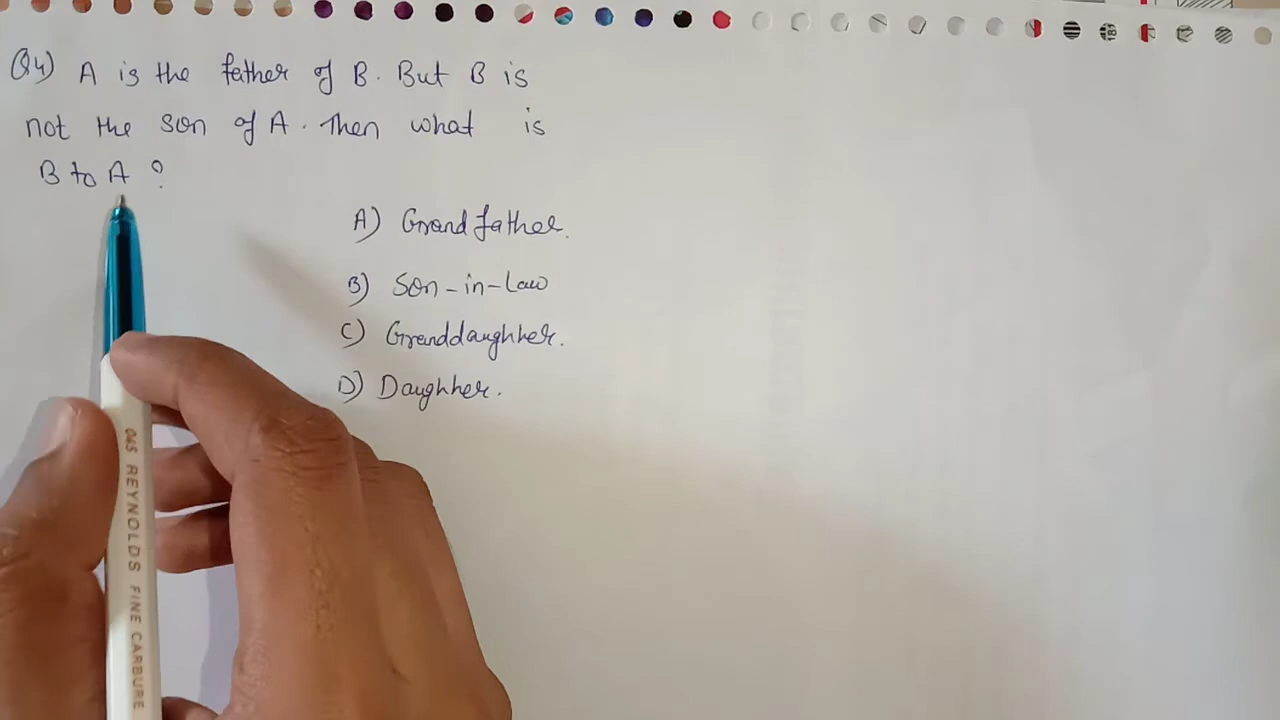 Q4) A is the father of B. But B is
not the son of A. Then what is
B to A ?
A) Grandfather.
B) Son-in-Law
C) Granddaughter.
D) Daughter.
045 REYNOLDS FINE CARBURE